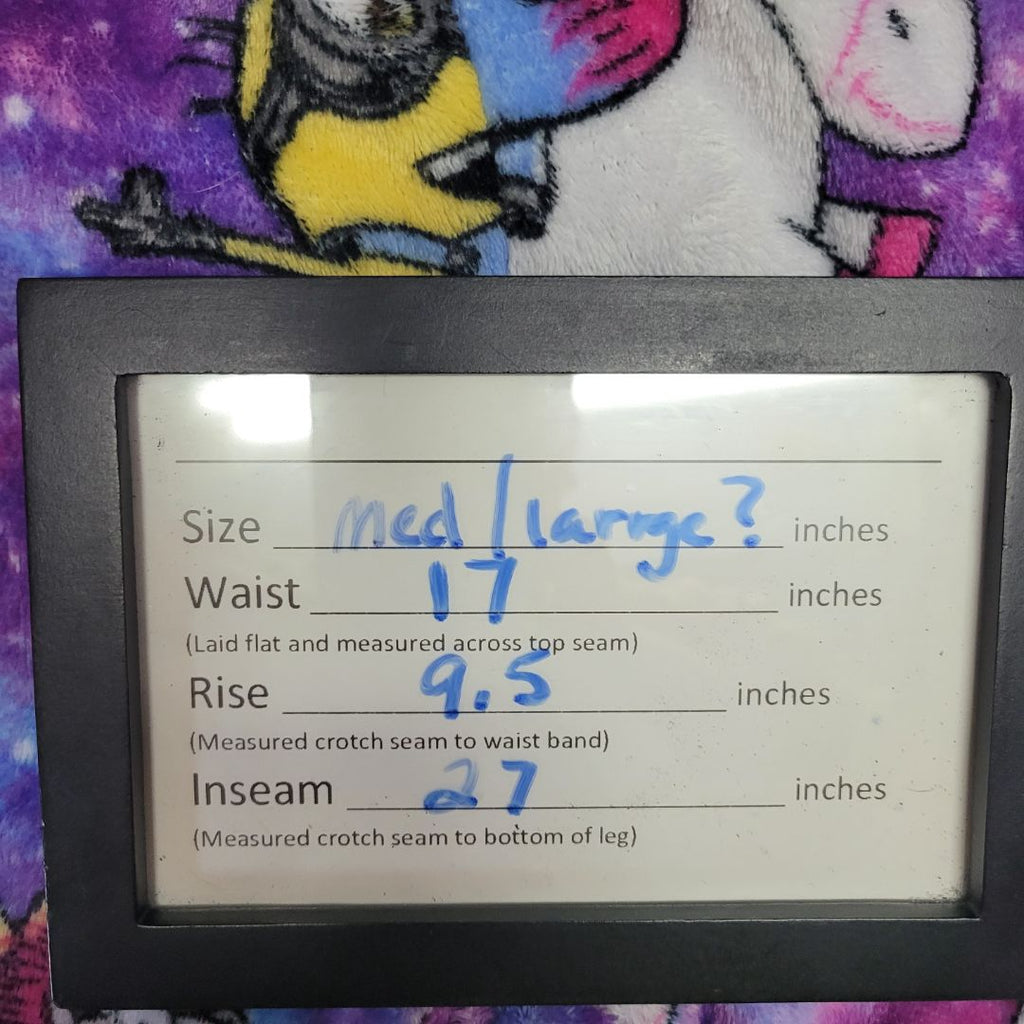 Size med/large? inches
Waist 17 inches
(Laid flat and measured across top seam)
Rise 9.5 inches
(Measured crotch seam to waist band)
Inseam 27 inches
(Measured crotch seam to bottom of leg)